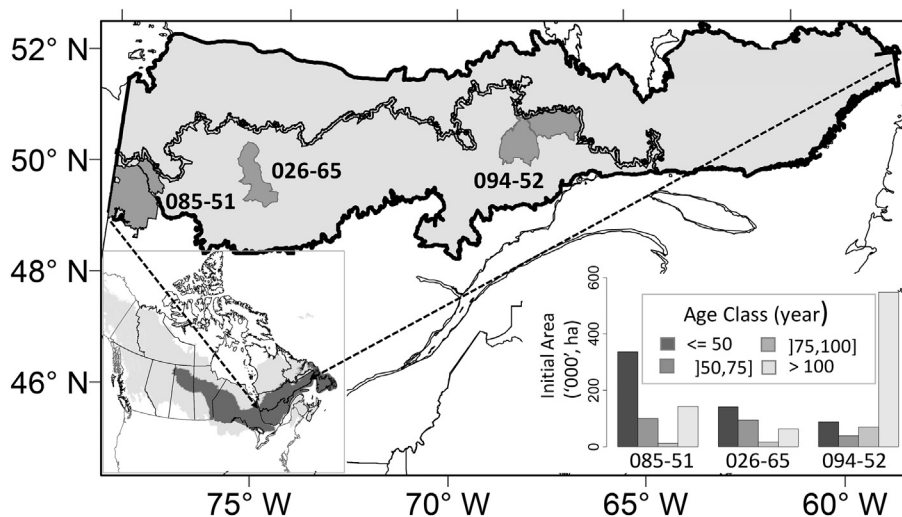 52° N
50° N
48° N
46° N
085-51
026-65
094-52
Initial Area
('000', ha)
0
200
400
600
Age Class (year)
<= 50
]50,75]
]75,100]
> 100
085-51
026-65
094-52
75° W
70° W
65° W
60° W